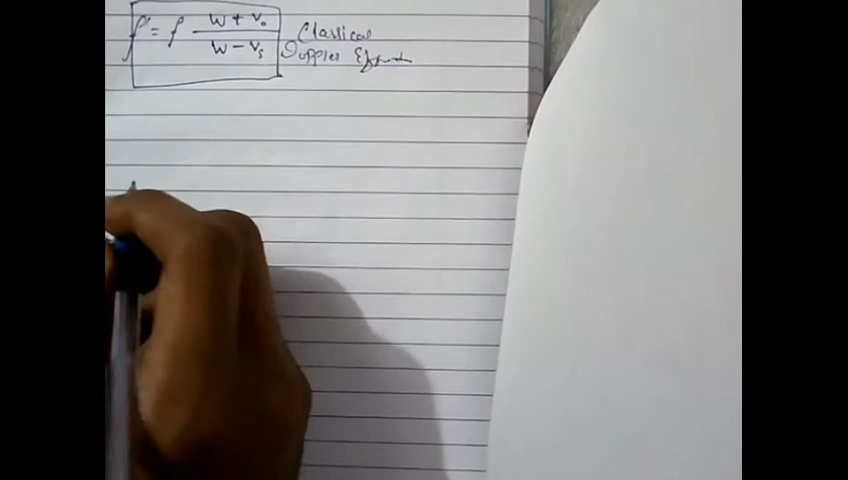 f' = f (w + v₀)/(w − vₛ) Classical
Doppler Effect